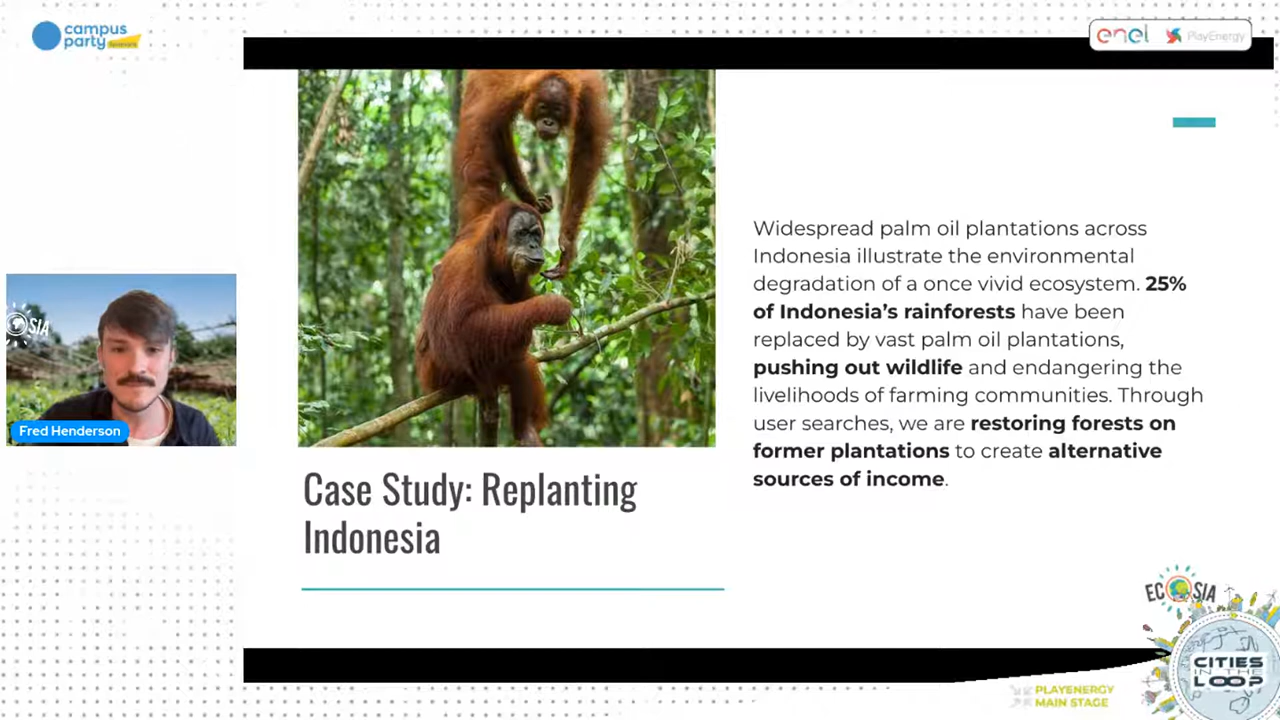 campus
party
enel PlayEnergy
Widespread palm oil plantations across
Indonesia illustrate the environmental
degradation of a once vivid ecosystem. 25%
of Indonesia's rainforests have been
replaced by vast palm oil plantations,
pushing out wildlife and endangering the
livelihoods of farming communities. Through
user searches, we are restoring forests on
former plantations to create alternative
sources of income.
SIA
Fred Henderson
Case Study: Replanting
Indonesia
ECOSIA
CITIES
IN THE
LOOP
PLAYENERGY
MAIN STAGE